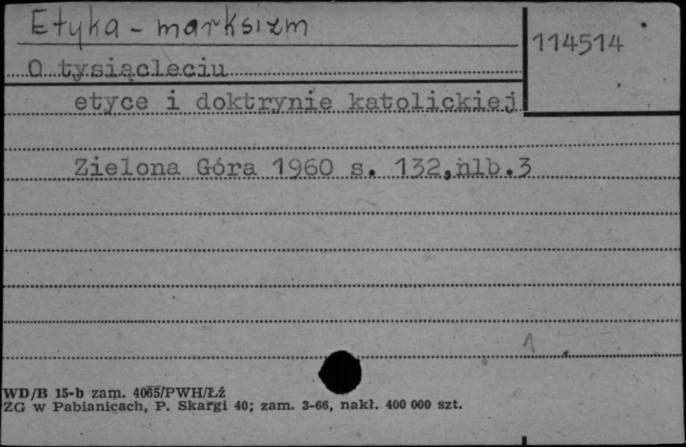 Etyka - marksizm
114514
O tysiącleciu
etyce i doktrynie katolickiej
Zielona Góra 1960 s. 132,nlb.3
1
WD/B 15-b zam. 4065/PWH/ŁŹ
ZG w Pabianicach, P. Skargi 40; zam. 3-66, nakł. 400 000 szt.